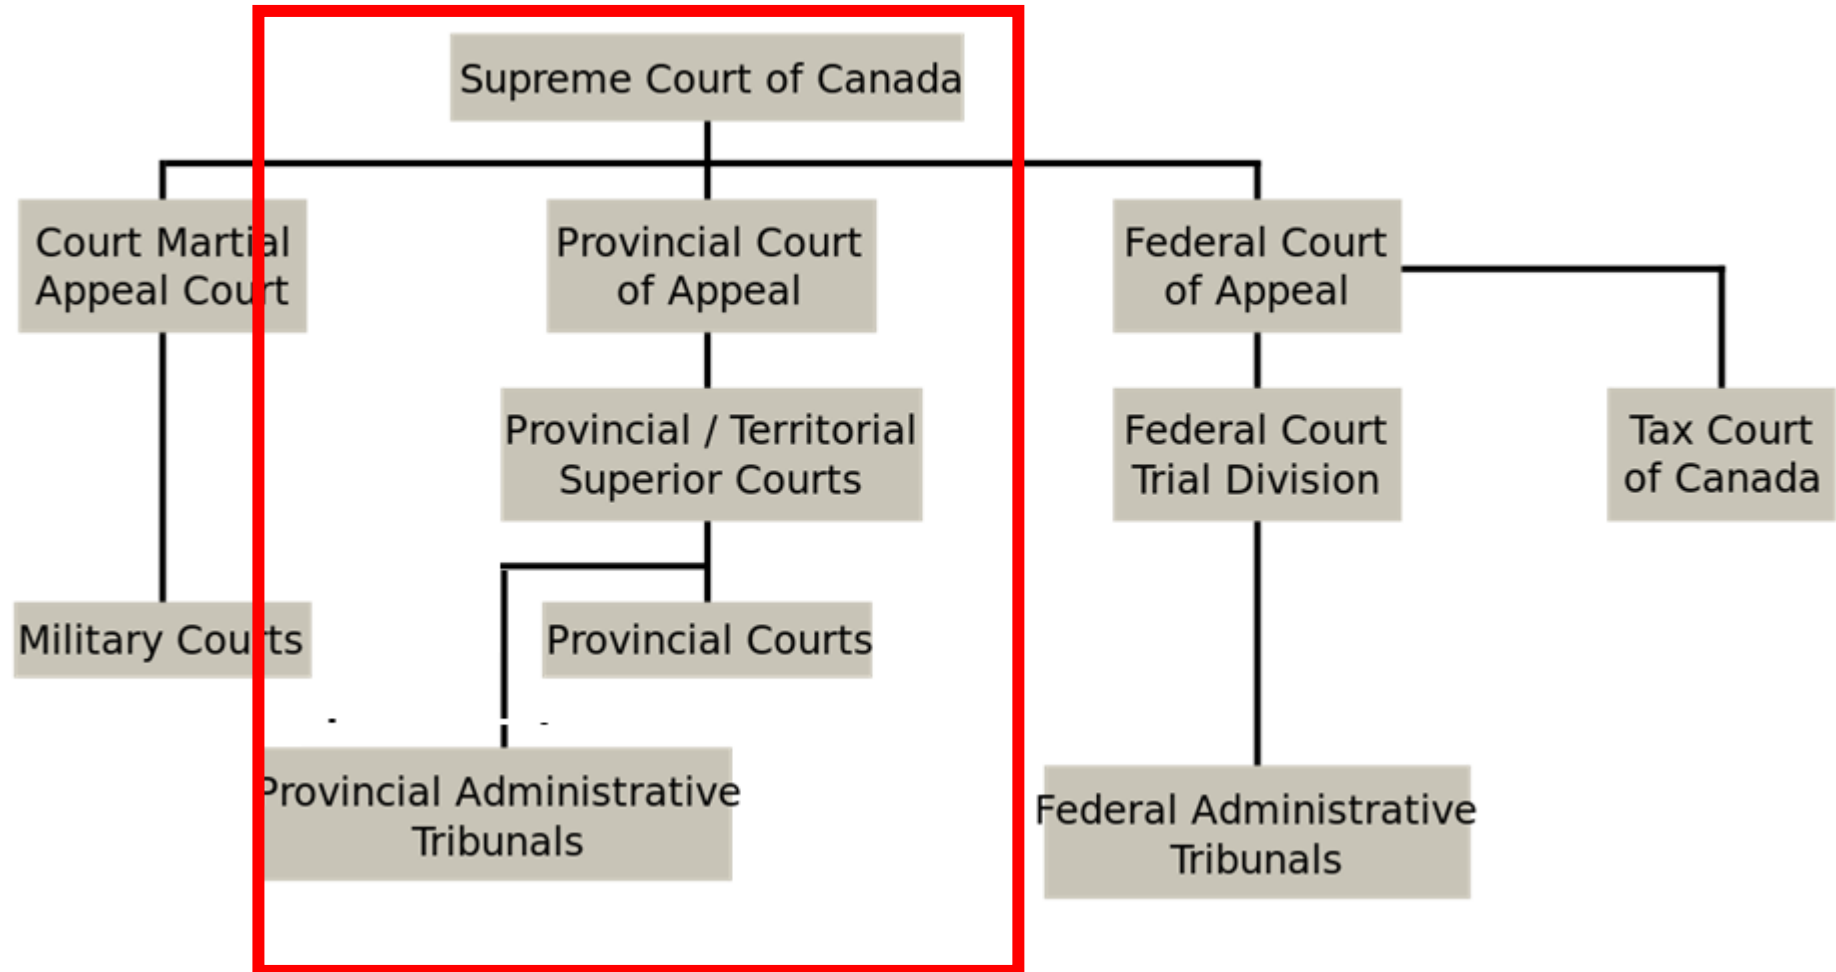 Supreme Court of Canada
Court Martial
Appeal Court
Provincial Court
of Appeal
Federal Court
of Appeal
Provincial / Territorial
Superior Courts
Federal Court
Trial Division
Tax Court
of Canada
Military Courts
Provincial Courts
Provincial Administrative
Tribunals
Federal Administrative
Tribunals